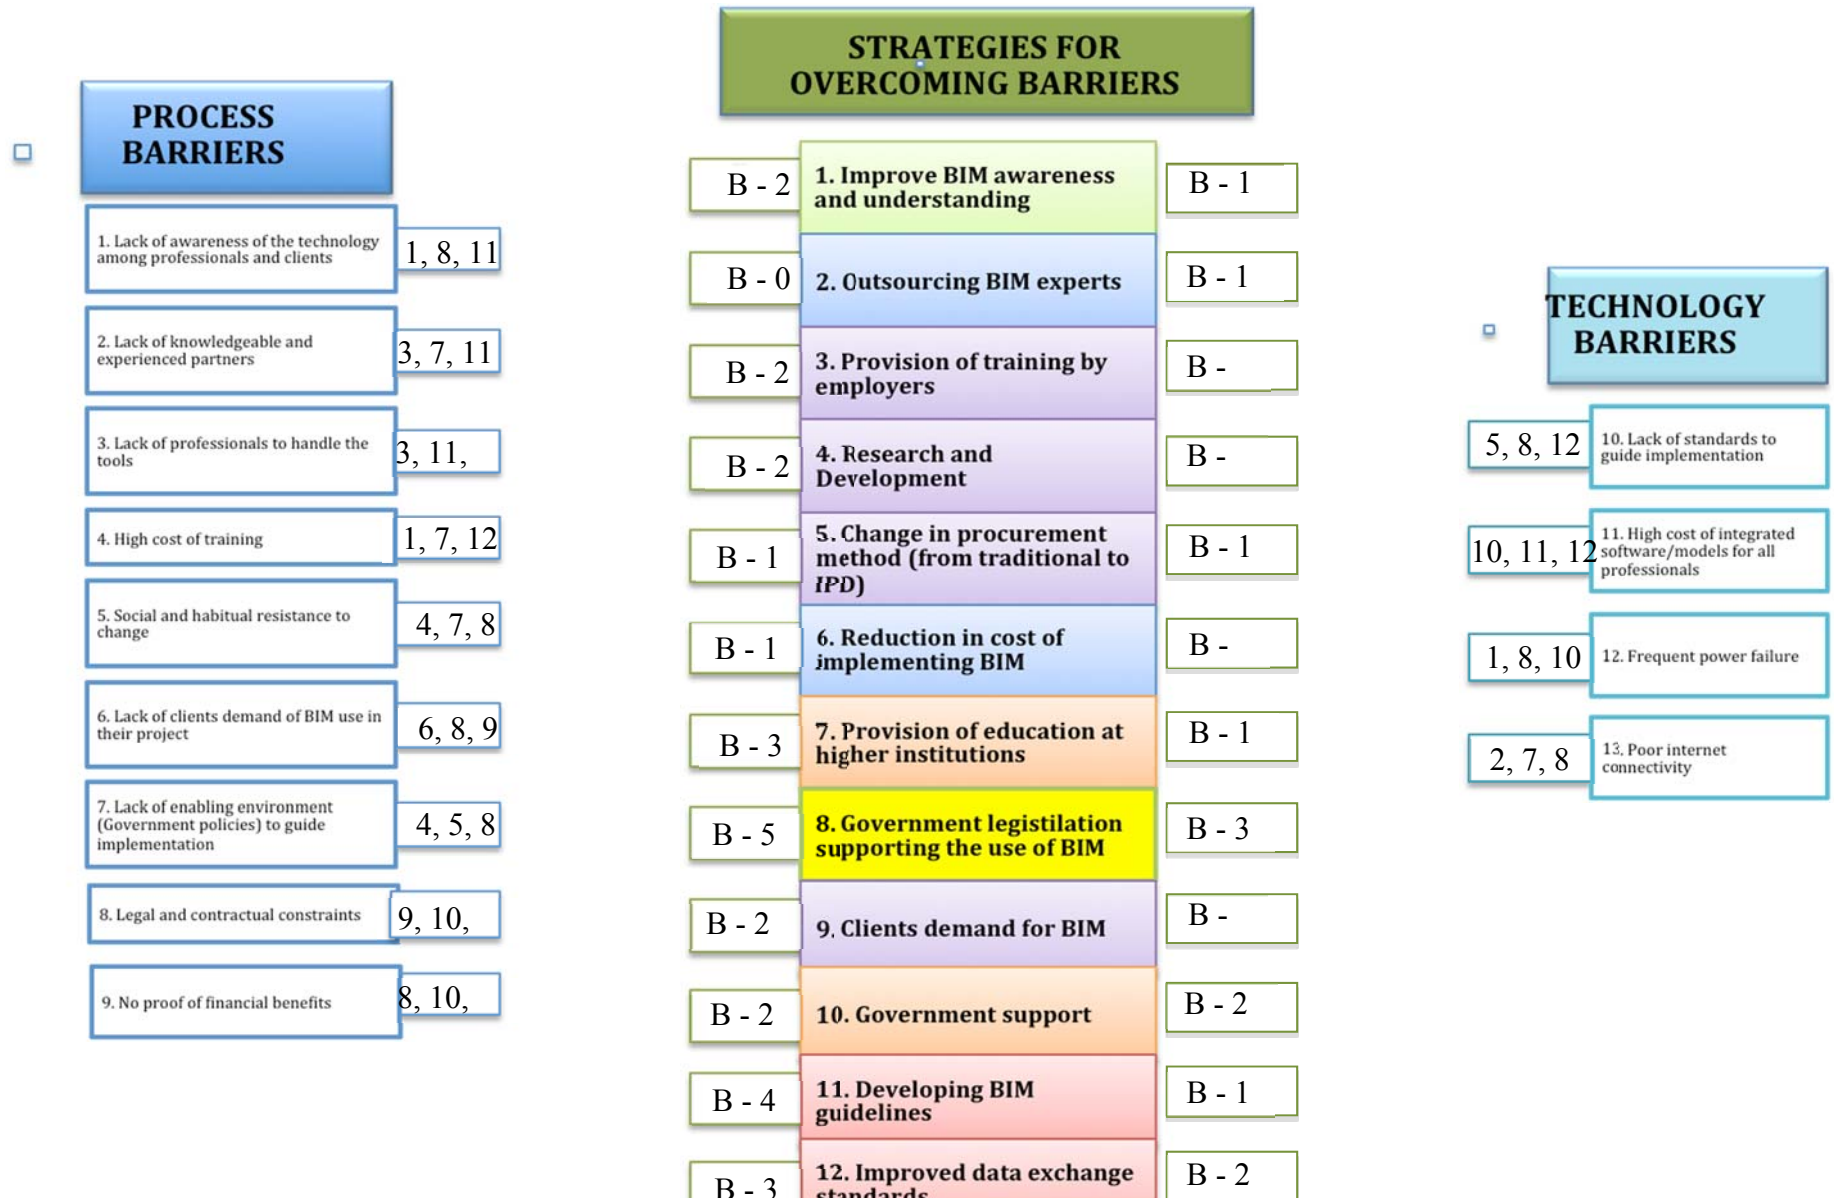 STRATEGIES FOR
OVERCOMING BARRIERS
PROCESS
BARRIERS
1. Lack of awareness of the technology
among professionals and clients
1, 8, 11
2. Lack of knowledgeable and
experienced partners
3, 7, 11
3. Lack of professionals to handle the
tools
3, 11,
4. High cost of training
1, 7, 12
5. Social and habitual resistance to
change
4, 7, 8
6. Lack of clients demand of BIM use in
their project
6, 8, 9
7. Lack of enabling environment
(Government policies) to guide
implementation
4, 5, 8
8. Legal and contractual constraints
9, 10,
9. No proof of financial benefits
8, 10,
B - 2
1. Improve BIM awareness
and understanding
B - 1
B - 0
2. Outsourcing BIM experts
B - 1
B - 2
3. Provision of training by
employers
B -
B - 2
4. Research and
Development
B -
B - 1
5. Change in procurement
method (from traditional to
IPD)
B - 1
B - 1
6. Reduction in cost of
implementing BIM
B -
B - 3
7. Provision of education at
higher institutions
B - 1
B - 5
8. Government legistilation
supporting the use of BIM
B - 3
B - 2
9. Clients demand for BIM
B -
B - 2
10. Government support
B - 2
B - 4
11. Developing BIM
guidelines
B - 1
B - 3
12. Improved data exchange
standards
B - 2
TECHNOLOGY
BARRIERS
5, 8, 12
10. Lack of standards to
guide implementation
10, 11, 12
11. High cost of integrated
software/models for all
professionals
1, 8, 10
12. Frequent power failure
2, 7, 8
13. Poor internet
connectivity